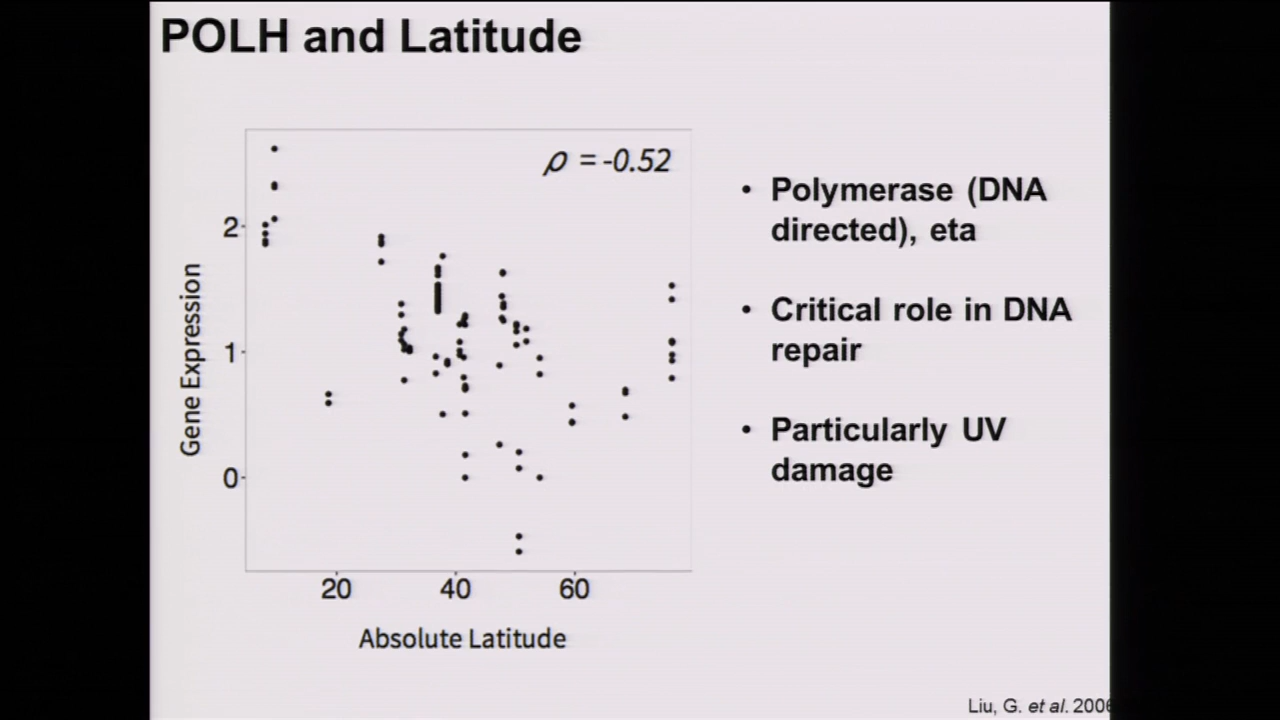 POLH and Latitude
ρ = -0.52
2
1
0
Gene Expression
20 40 60
Absolute Latitude
• Polymerase (DNA
directed), eta
• Critical role in DNA
repair
• Particularly UV
damage
Liu, G. et al. 2006